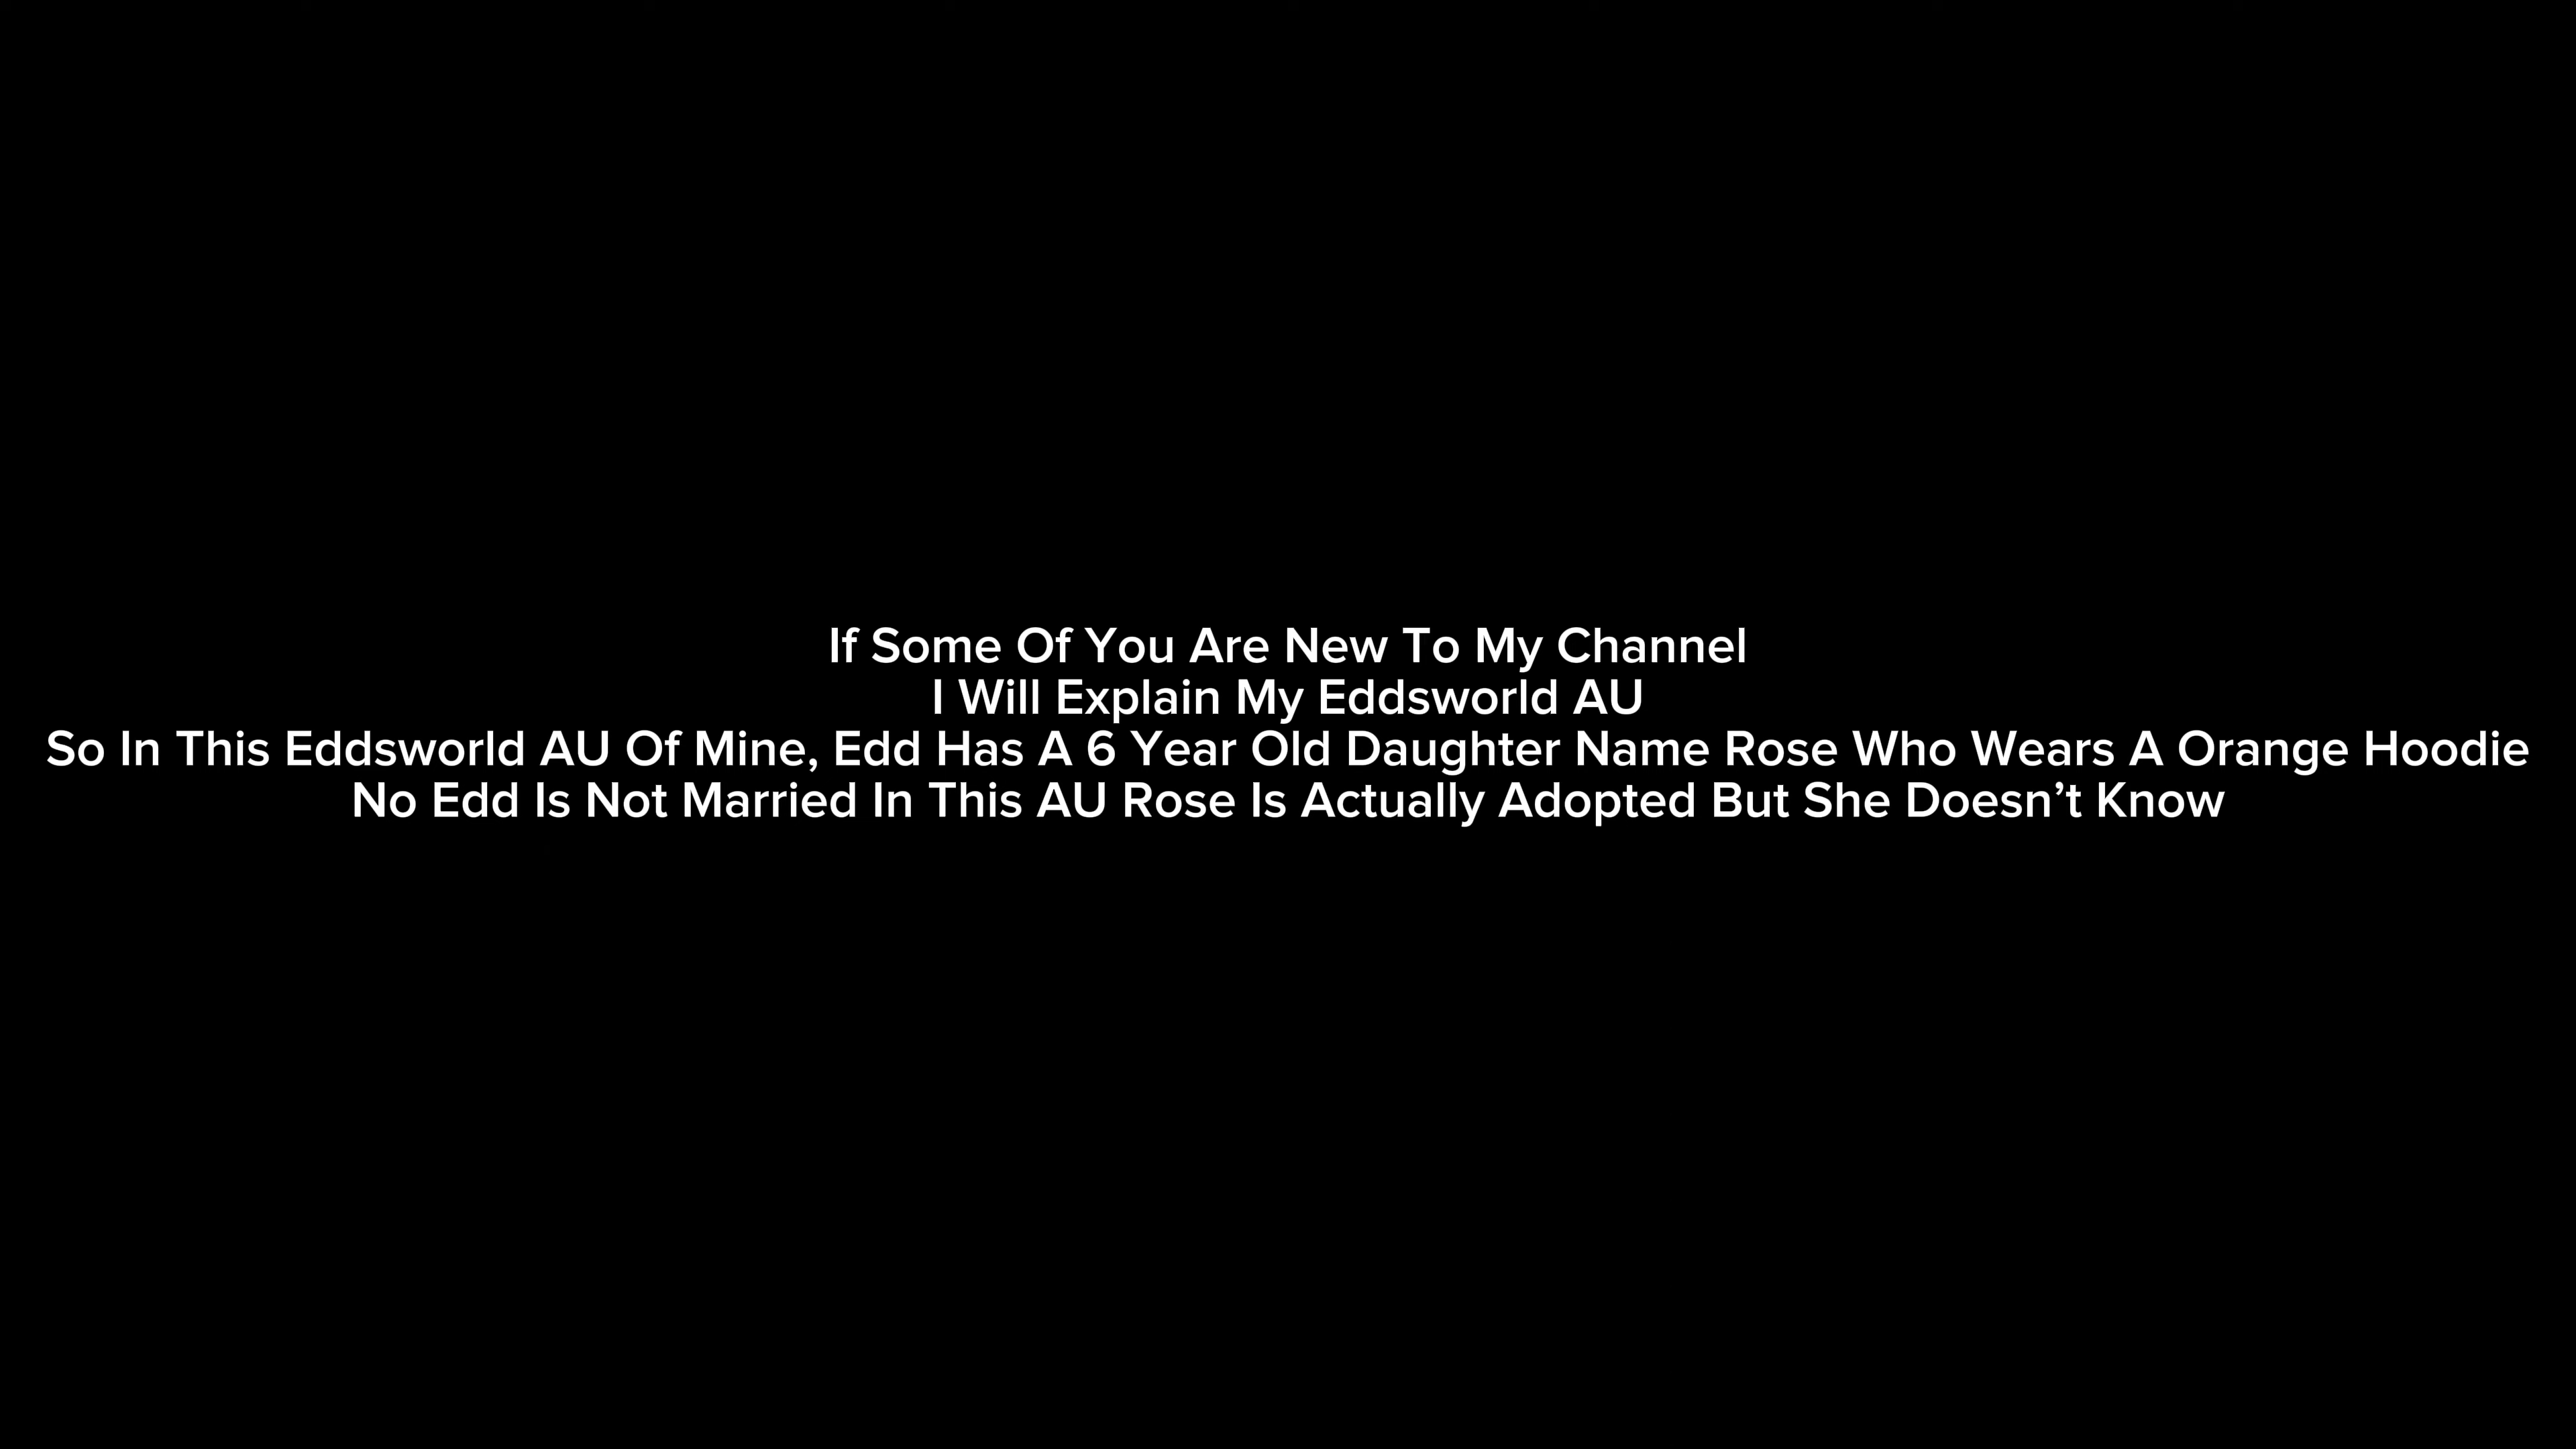 If Some Of You Are New To My Channel
I Will Explain My Eddsworld AU
So In This Eddsworld AU Of Mine, Edd Has A 6 Year Old Daughter Name Rose Who Wears A Orange Hoodie
No Edd Is Not Married In This AU Rose Is Actually Adopted But She Doesn’t Know